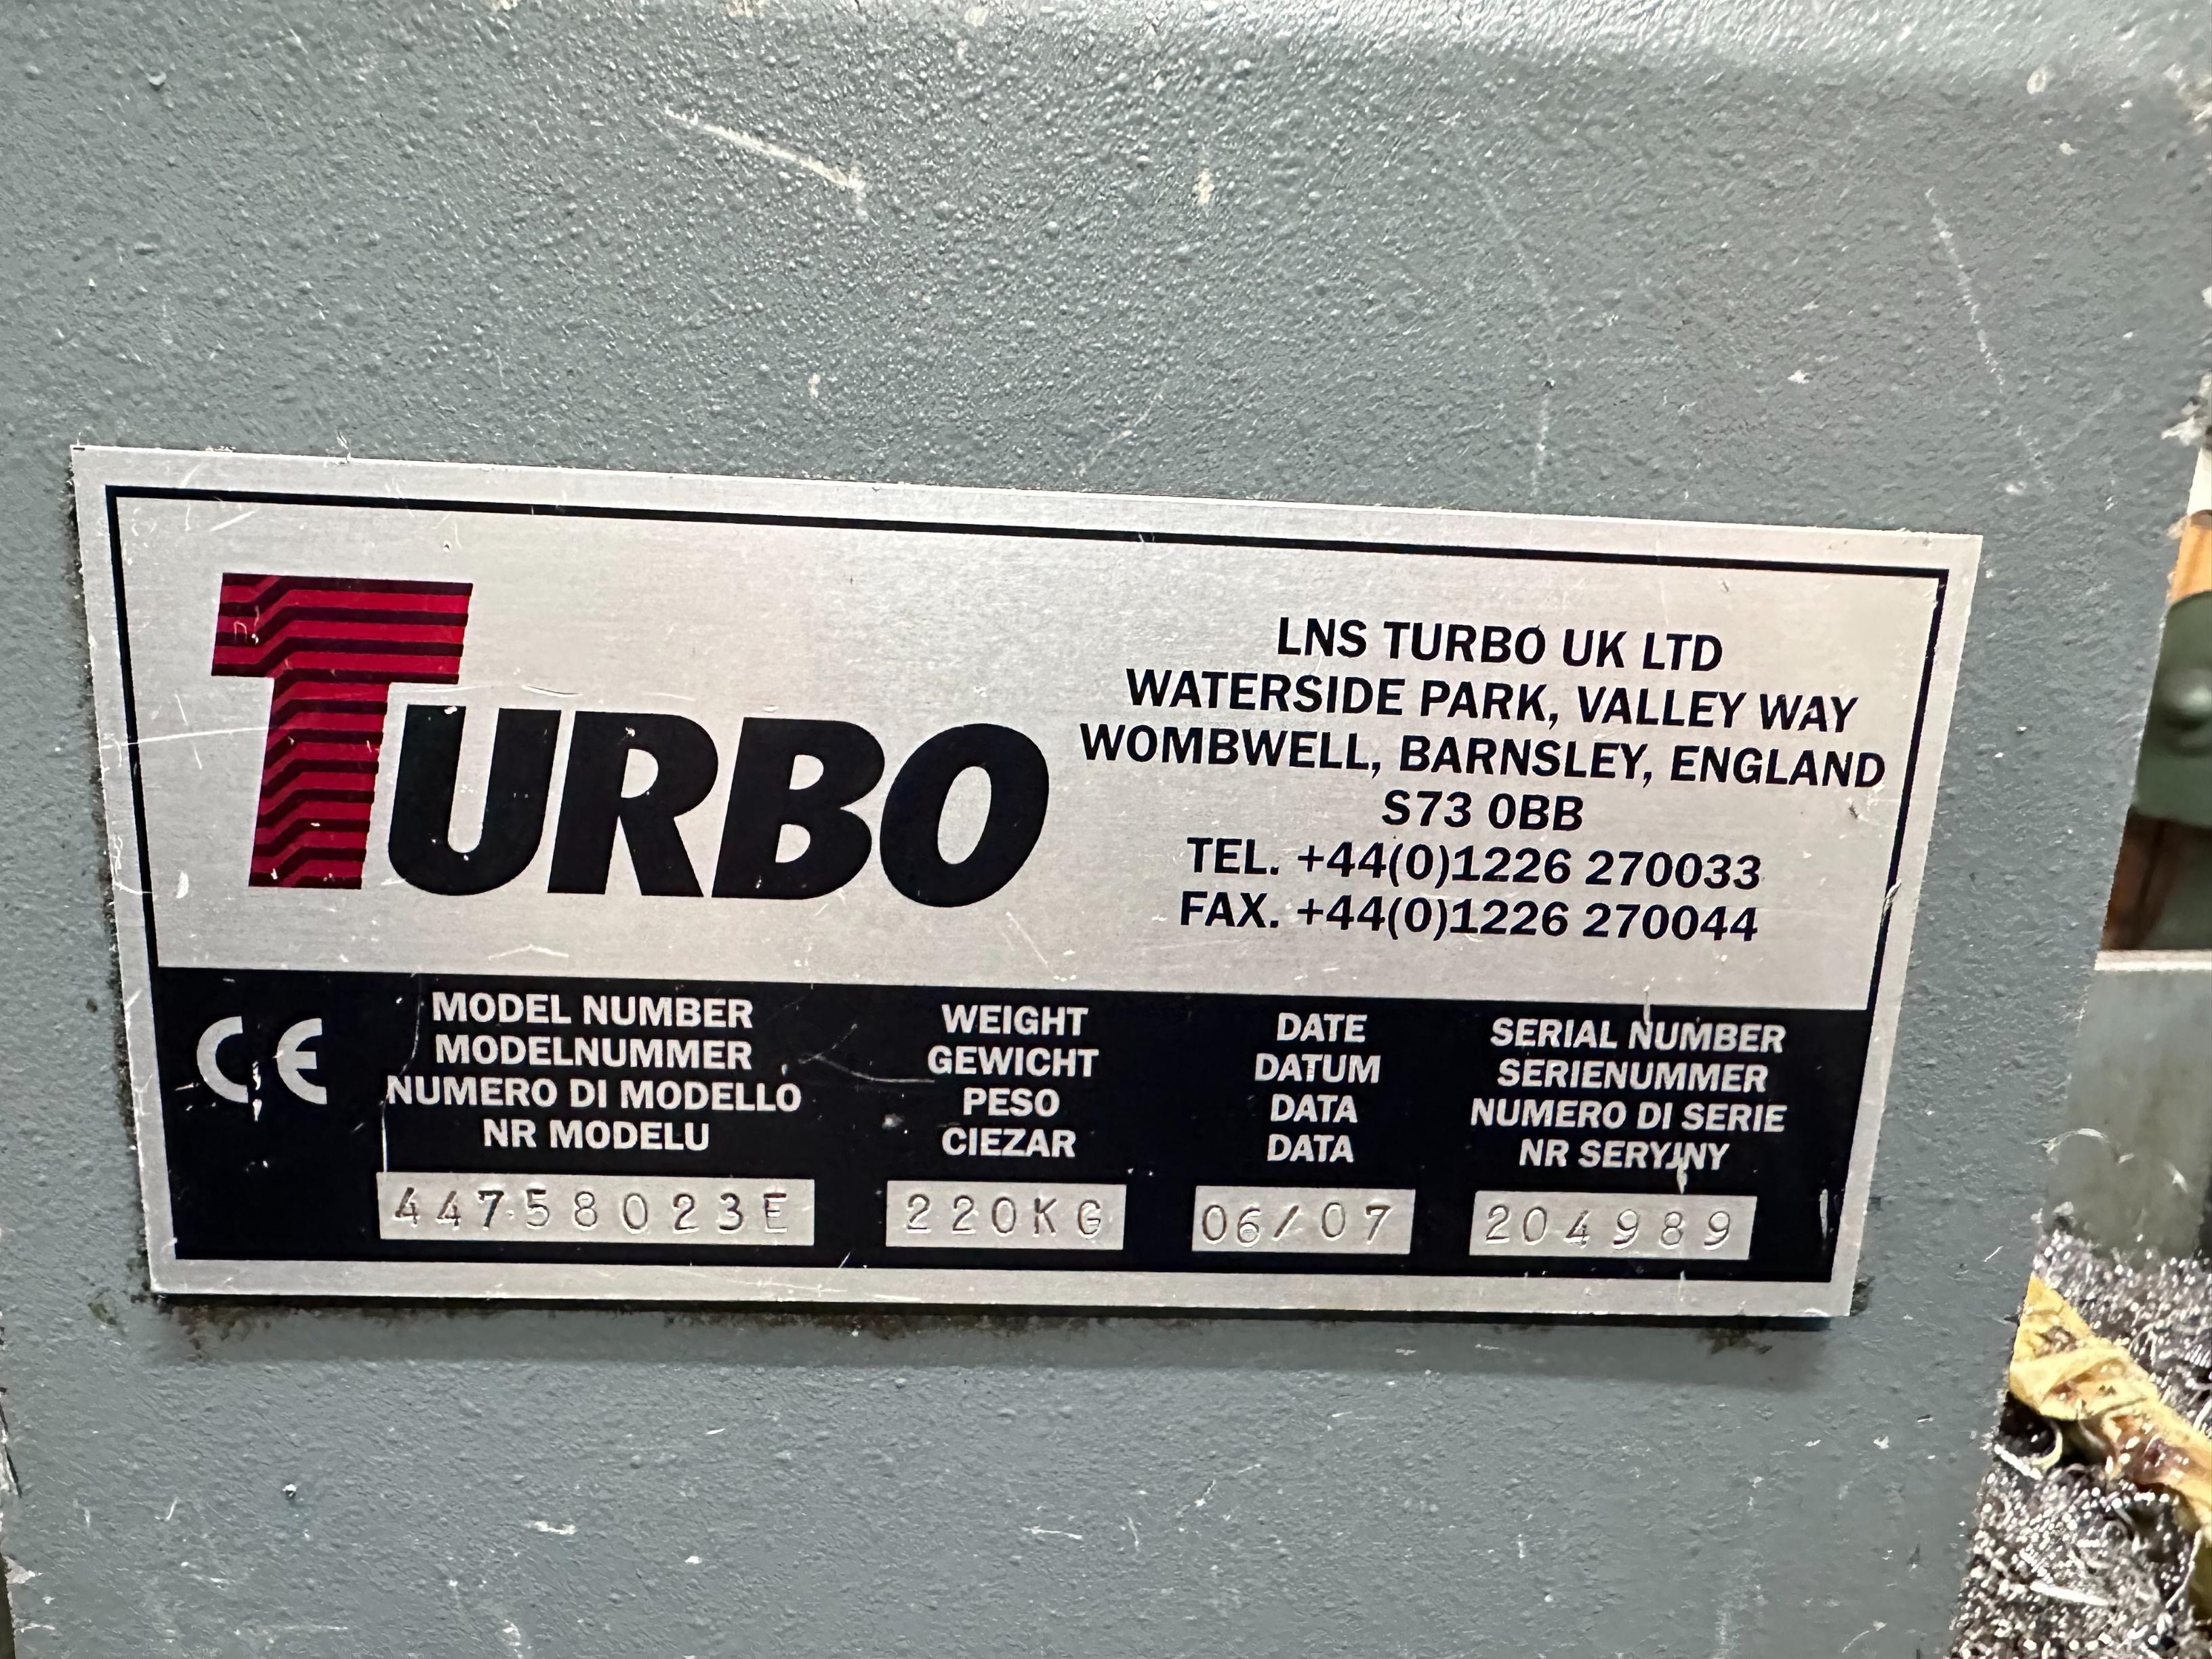 TURBO
LNS TURBO UK LTD
WATERSIDE PARK, VALLEY WAY
WOMBWELL, BARNSLEY, ENGLAND
S73 0BB
TEL. +44(0)1226 270033
FAX. +44(0)1226 270044
CE
MODEL NUMBER
MODELNUMMER
NUMERO DI MODELLO
NR MODELU
44758023E
WEIGHT
GEWICHT
PESO
CIEZAR
220KG
DATE
DATUM
DATA
DATA
06/07
SERIAL NUMBER
SERIENUMMER
NUMERO DI SERIE
NR SERYJNY
204989